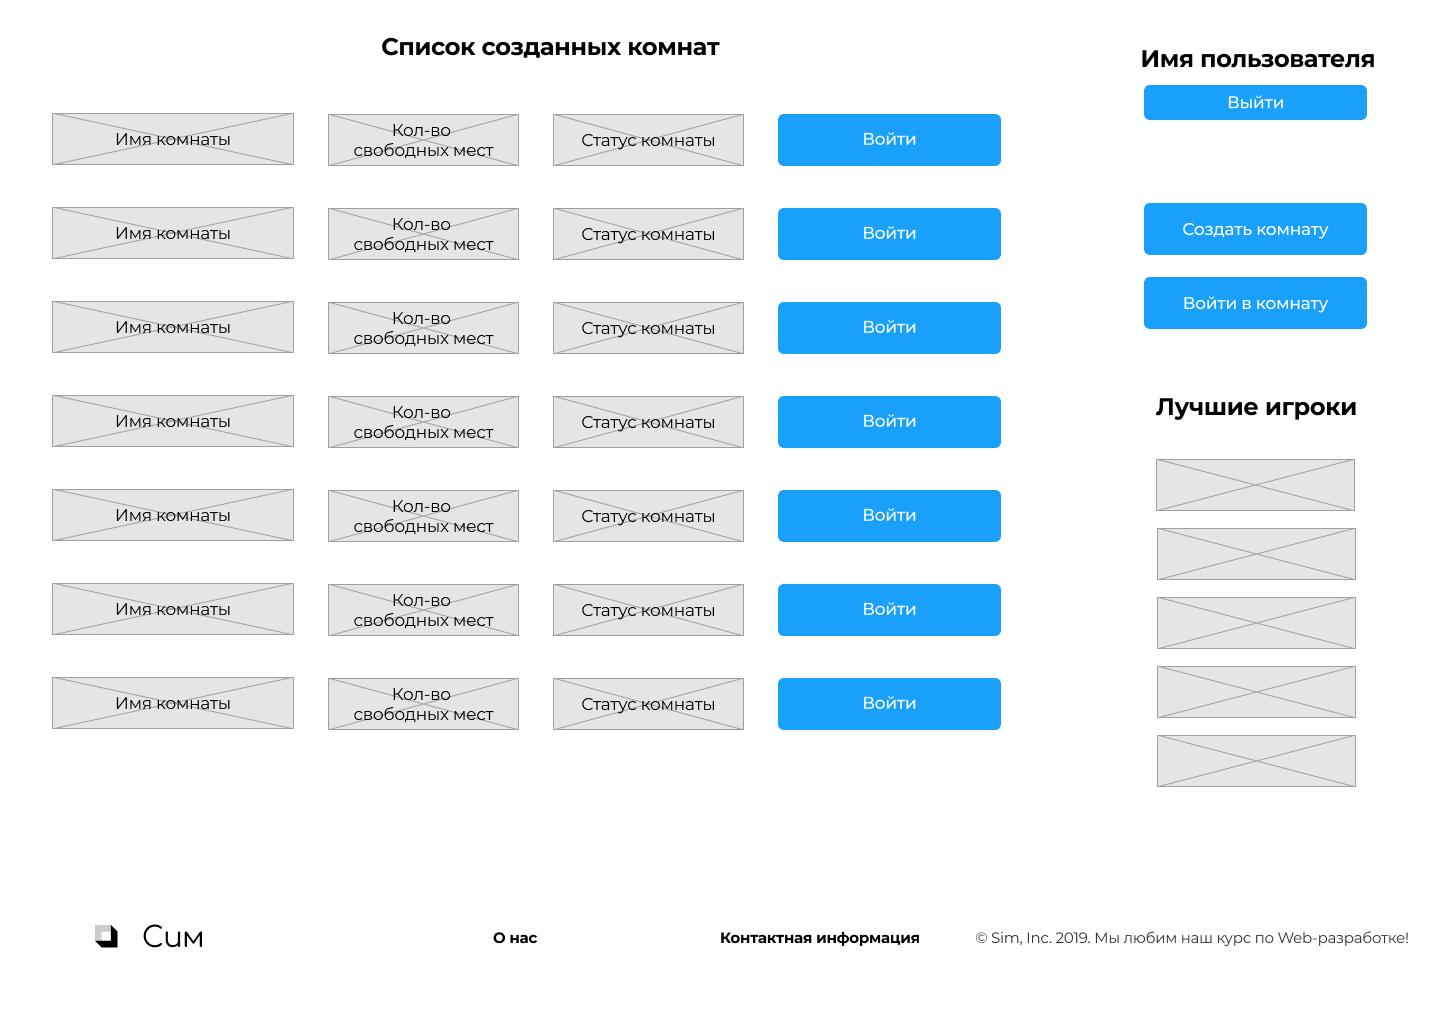 Список созданных комнат
Имя комнаты
Кол-во
свободных мест
Статус комнаты
Войти
Имя комнаты
Кол-во
свободных мест
Статус комнаты
Войти
Имя комнаты
Кол-во
свободных мест
Статус комнаты
Войти
Имя комнаты
Кол-во
свободных мест
Статус комнаты
Войти
Имя комнаты
Кол-во
свободных мест
Статус комнаты
Войти
Имя комнаты
Кол-во
свободных мест
Статус комнаты
Войти
Имя комнаты
Кол-во
свободных мест
Статус комнаты
Войти
Имя пользователя
Выйти
Создать комнату
Войти в комнату
Лучшие игроки
Сим
О нас
Контактная информация
© Sim, Inc. 2019. Мы любим наш курс по Web-разработке!